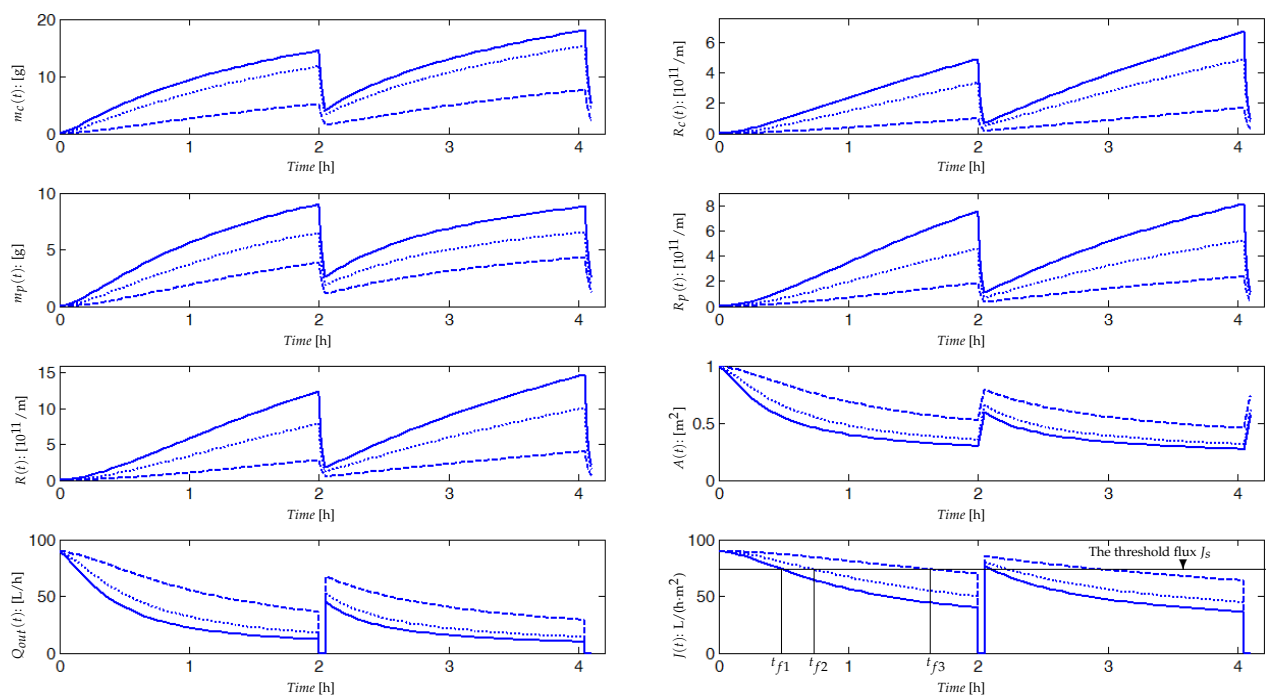 20
10
0
m_c(t): [g]
0 1 2 3 4
Time [h]
6
4
2
0
R_c(t): [10^11 /m]
0 1 2 3 4
Time [h]
10
5
0
m_p(t): [g]
0 1 2 3 4
Time [h]
8
6
4
2
0
R_p(t): [10^11 /m]
0 1 2 3 4
Time [h]
15
10
5
0
R(t): [10^11 /m]
0 1 2 3 4
Time [h]
1
0.5
0
A(t): [m^2]
0 1 2 3 4
Time [h]
100
50
0
Q_out(t): [L/h]
0 1 2 3 4
Time [h]
100
50
0
J(t): L/(h·m^2)
The threshold flux J_S
t_f1 t_f2 t_f3
0 1 2 3 4
Time [h]